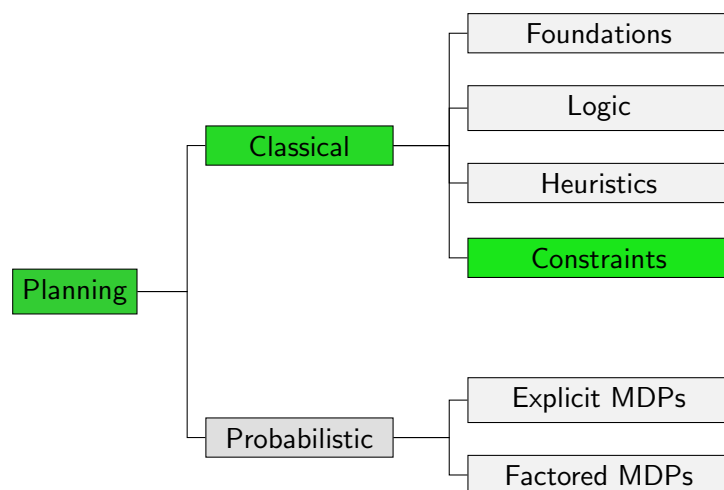 Foundations
Logic
Classical
Heuristics
Constraints
Planning
Explicit MDPs
Probabilistic
Factored MDPs